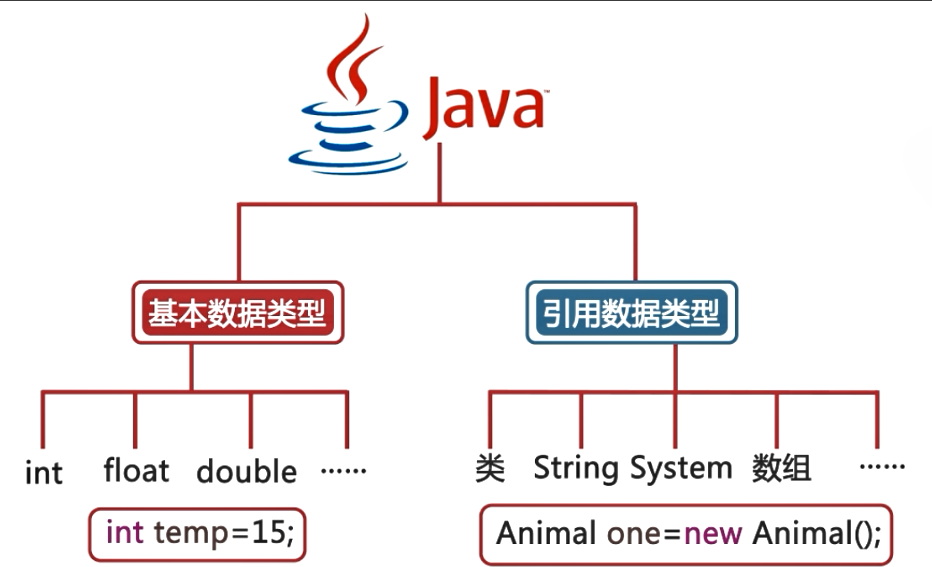 Java™
基本数据类型
引用数据类型
int float double ······
类 String System 数组 ······
int temp=15;
Animal one=new Animal();